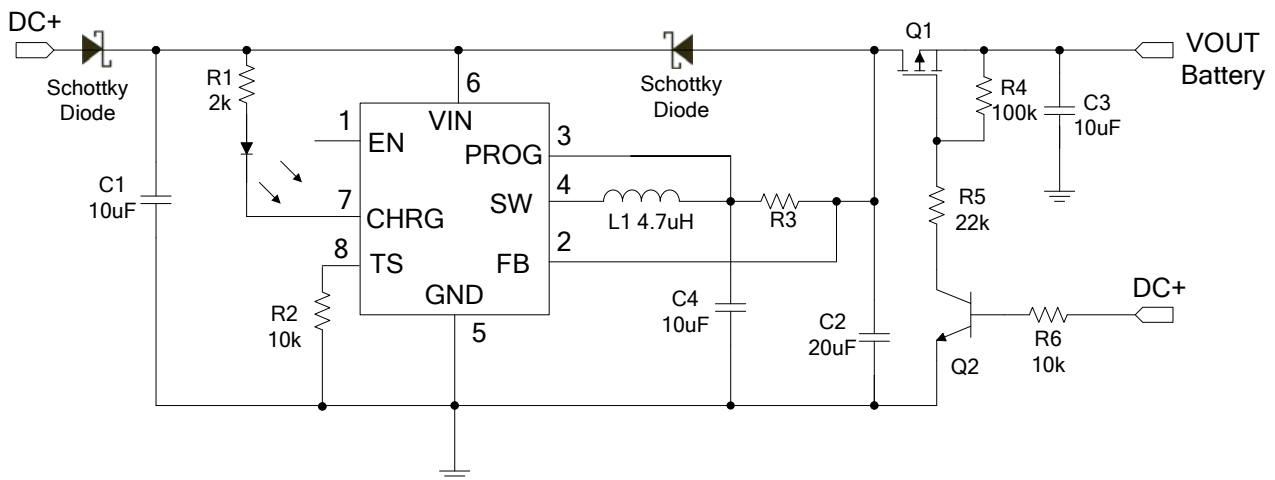 DC+
Schottky
Diode
R1
2k
C1
10uF
1
EN
6
VIN
PROG
3
SW
4
CHRG
7
TS
8
FB
2
GND
5
R2
10k
L1 4.7uH
R3
C4
10uF
C2
20uF
Schottky
Diode
Q1
R4
100k
C3
10uF
VOUT
Battery
R5
22k
Q2
R6
10k
DC+